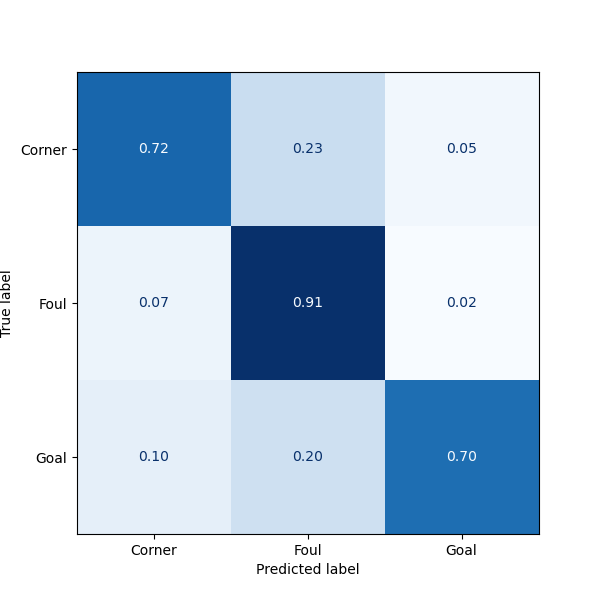 Corner 0.72 0.23 0.05
Foul 0.07 0.91 0.02
Goal 0.10 0.20 0.70
True label
Corner Foul Goal
Predicted label